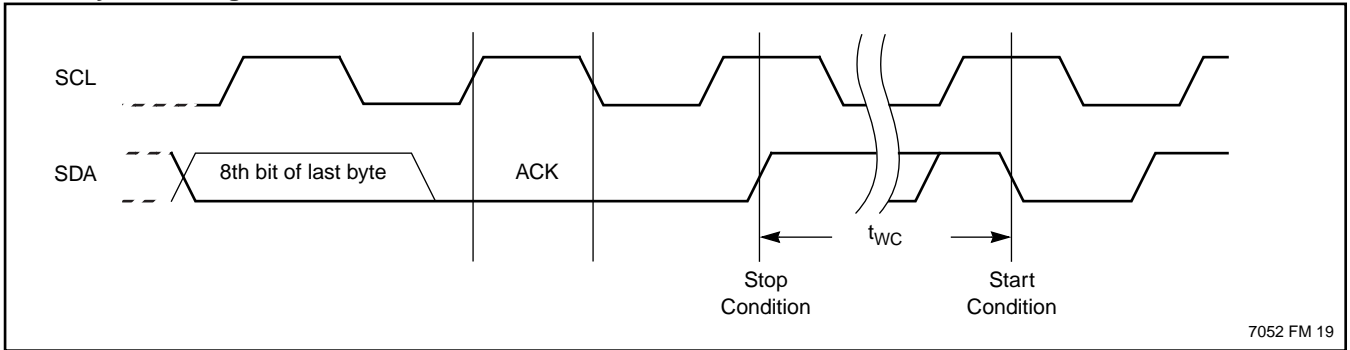 SCL
SDA
8th bit of last byte
ACK
tWC
Stop
Condition
Start
Condition
7052 FM 19